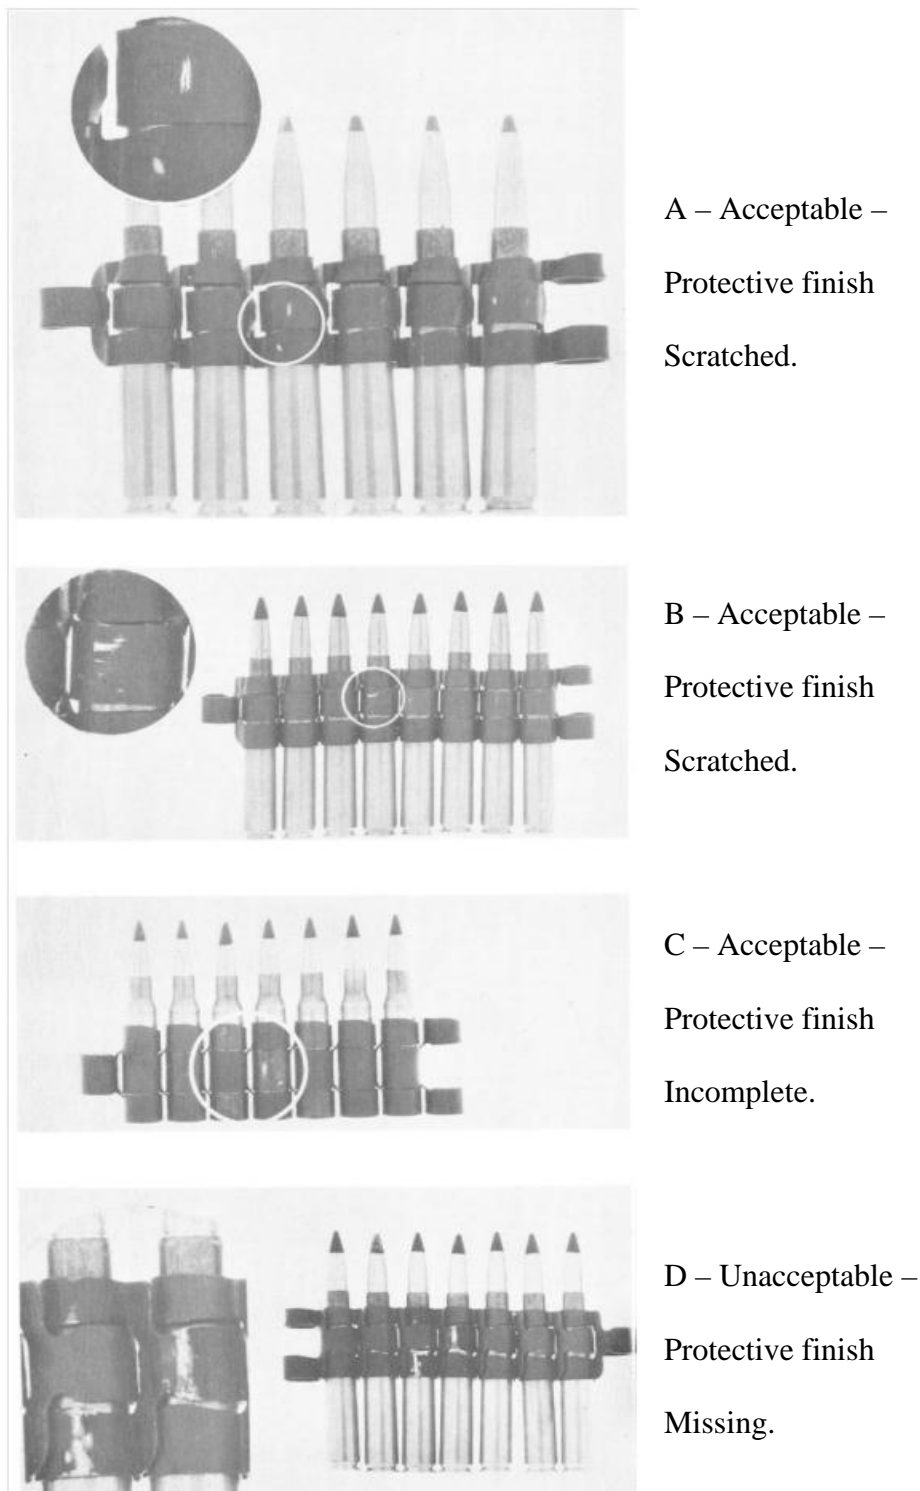 A – Acceptable –
Protective finish
Scratched.
B – Acceptable –
Protective finish
Scratched.
C – Acceptable –
Protective finish
Incomplete.
D – Unacceptable –
Protective finish
Missing.